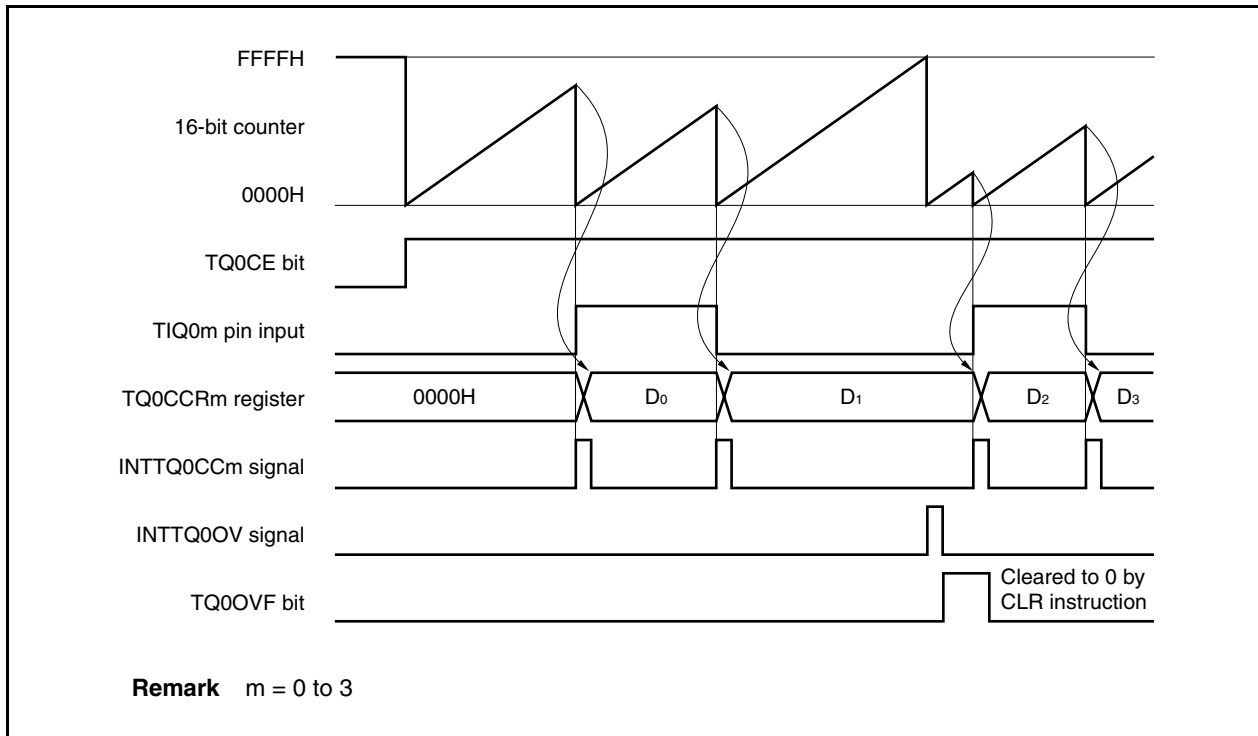 FFFFH
16-bit counter
0000H
TQ0CE bit
TIQ0m pin input
TQ0CCRm register
0000H
D0
D1
D2
D3
INTTQ0CCm signal
INTTQ0OV signal
TQ0OVF bit
Cleared to 0 by
CLR instruction
Remark m = 0 to 3